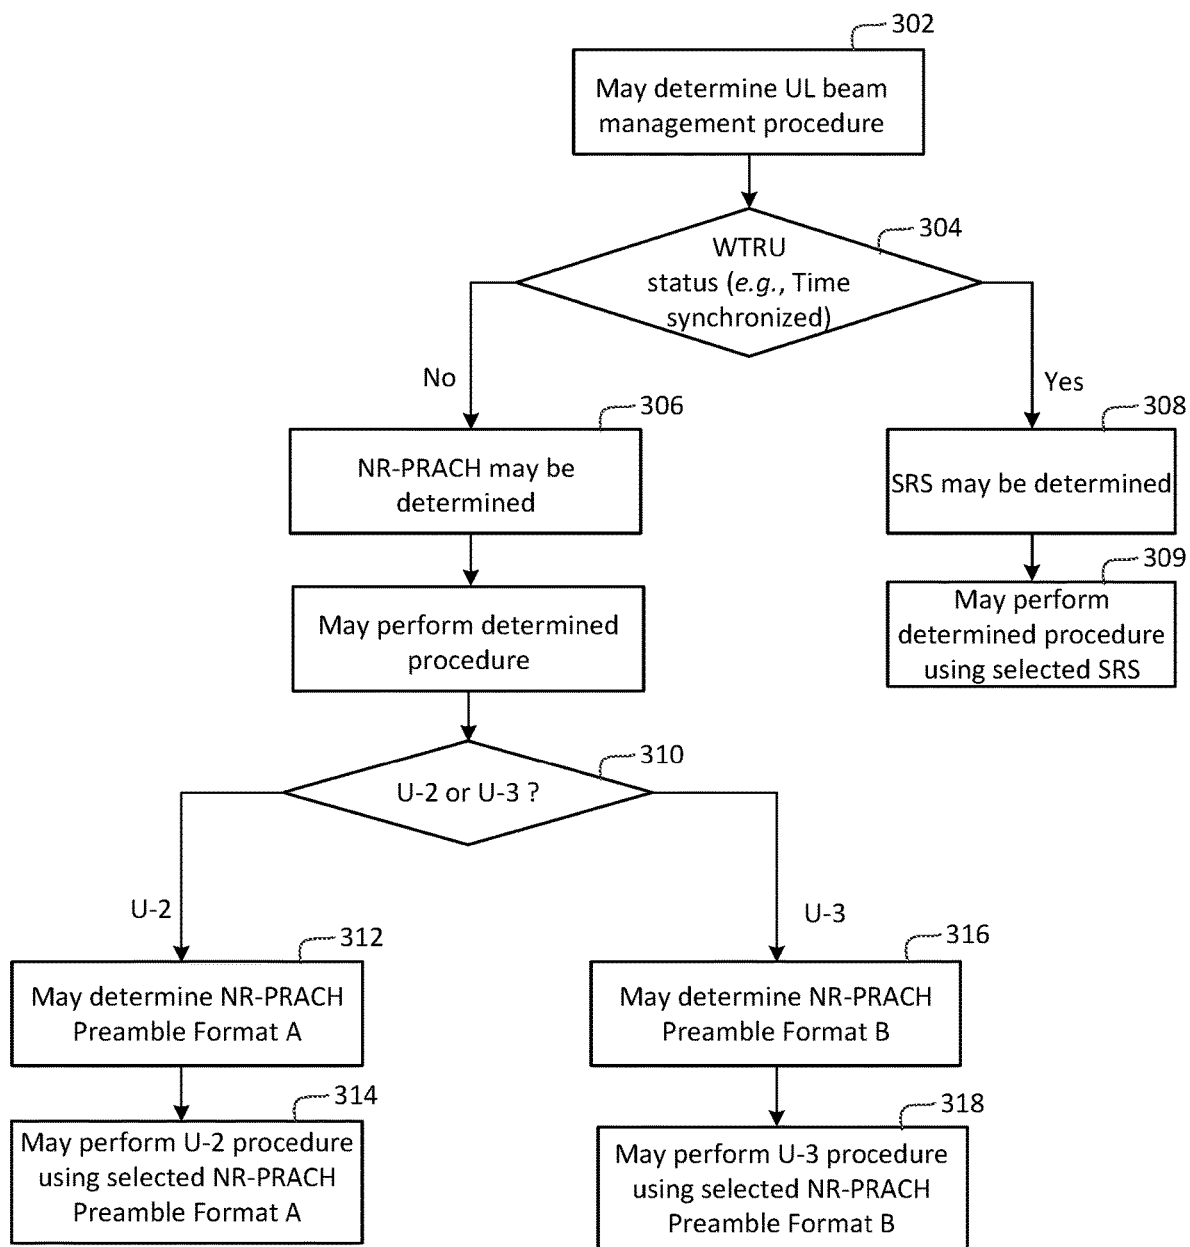 302
May determine UL beam
management procedure
304
WTRU
status (e.g., Time
synchronized)
No
Yes
306
308
NR-PRACH may be
determined
SRS may be determined
309
May perform determined
procedure
May perform
determined procedure
using selected SRS
310
U-2 or U-3 ?
U-2
U-3
312
316
May determine NR-PRACH
Preamble Format A
May determine NR-PRACH
Preamble Format B
314
318
May perform U-2 procedure
using selected NR-PRACH
Preamble Format A
May perform U-3 procedure
using selected NR-PRACH
Preamble Format B